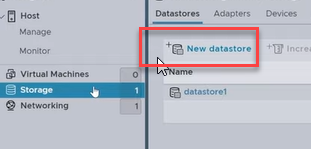 Host
Manage
Monitor
Virtual Machines 0
Storage 1
Networking 1
Datastores Adapters Devices
New datastore
Name
datastore1